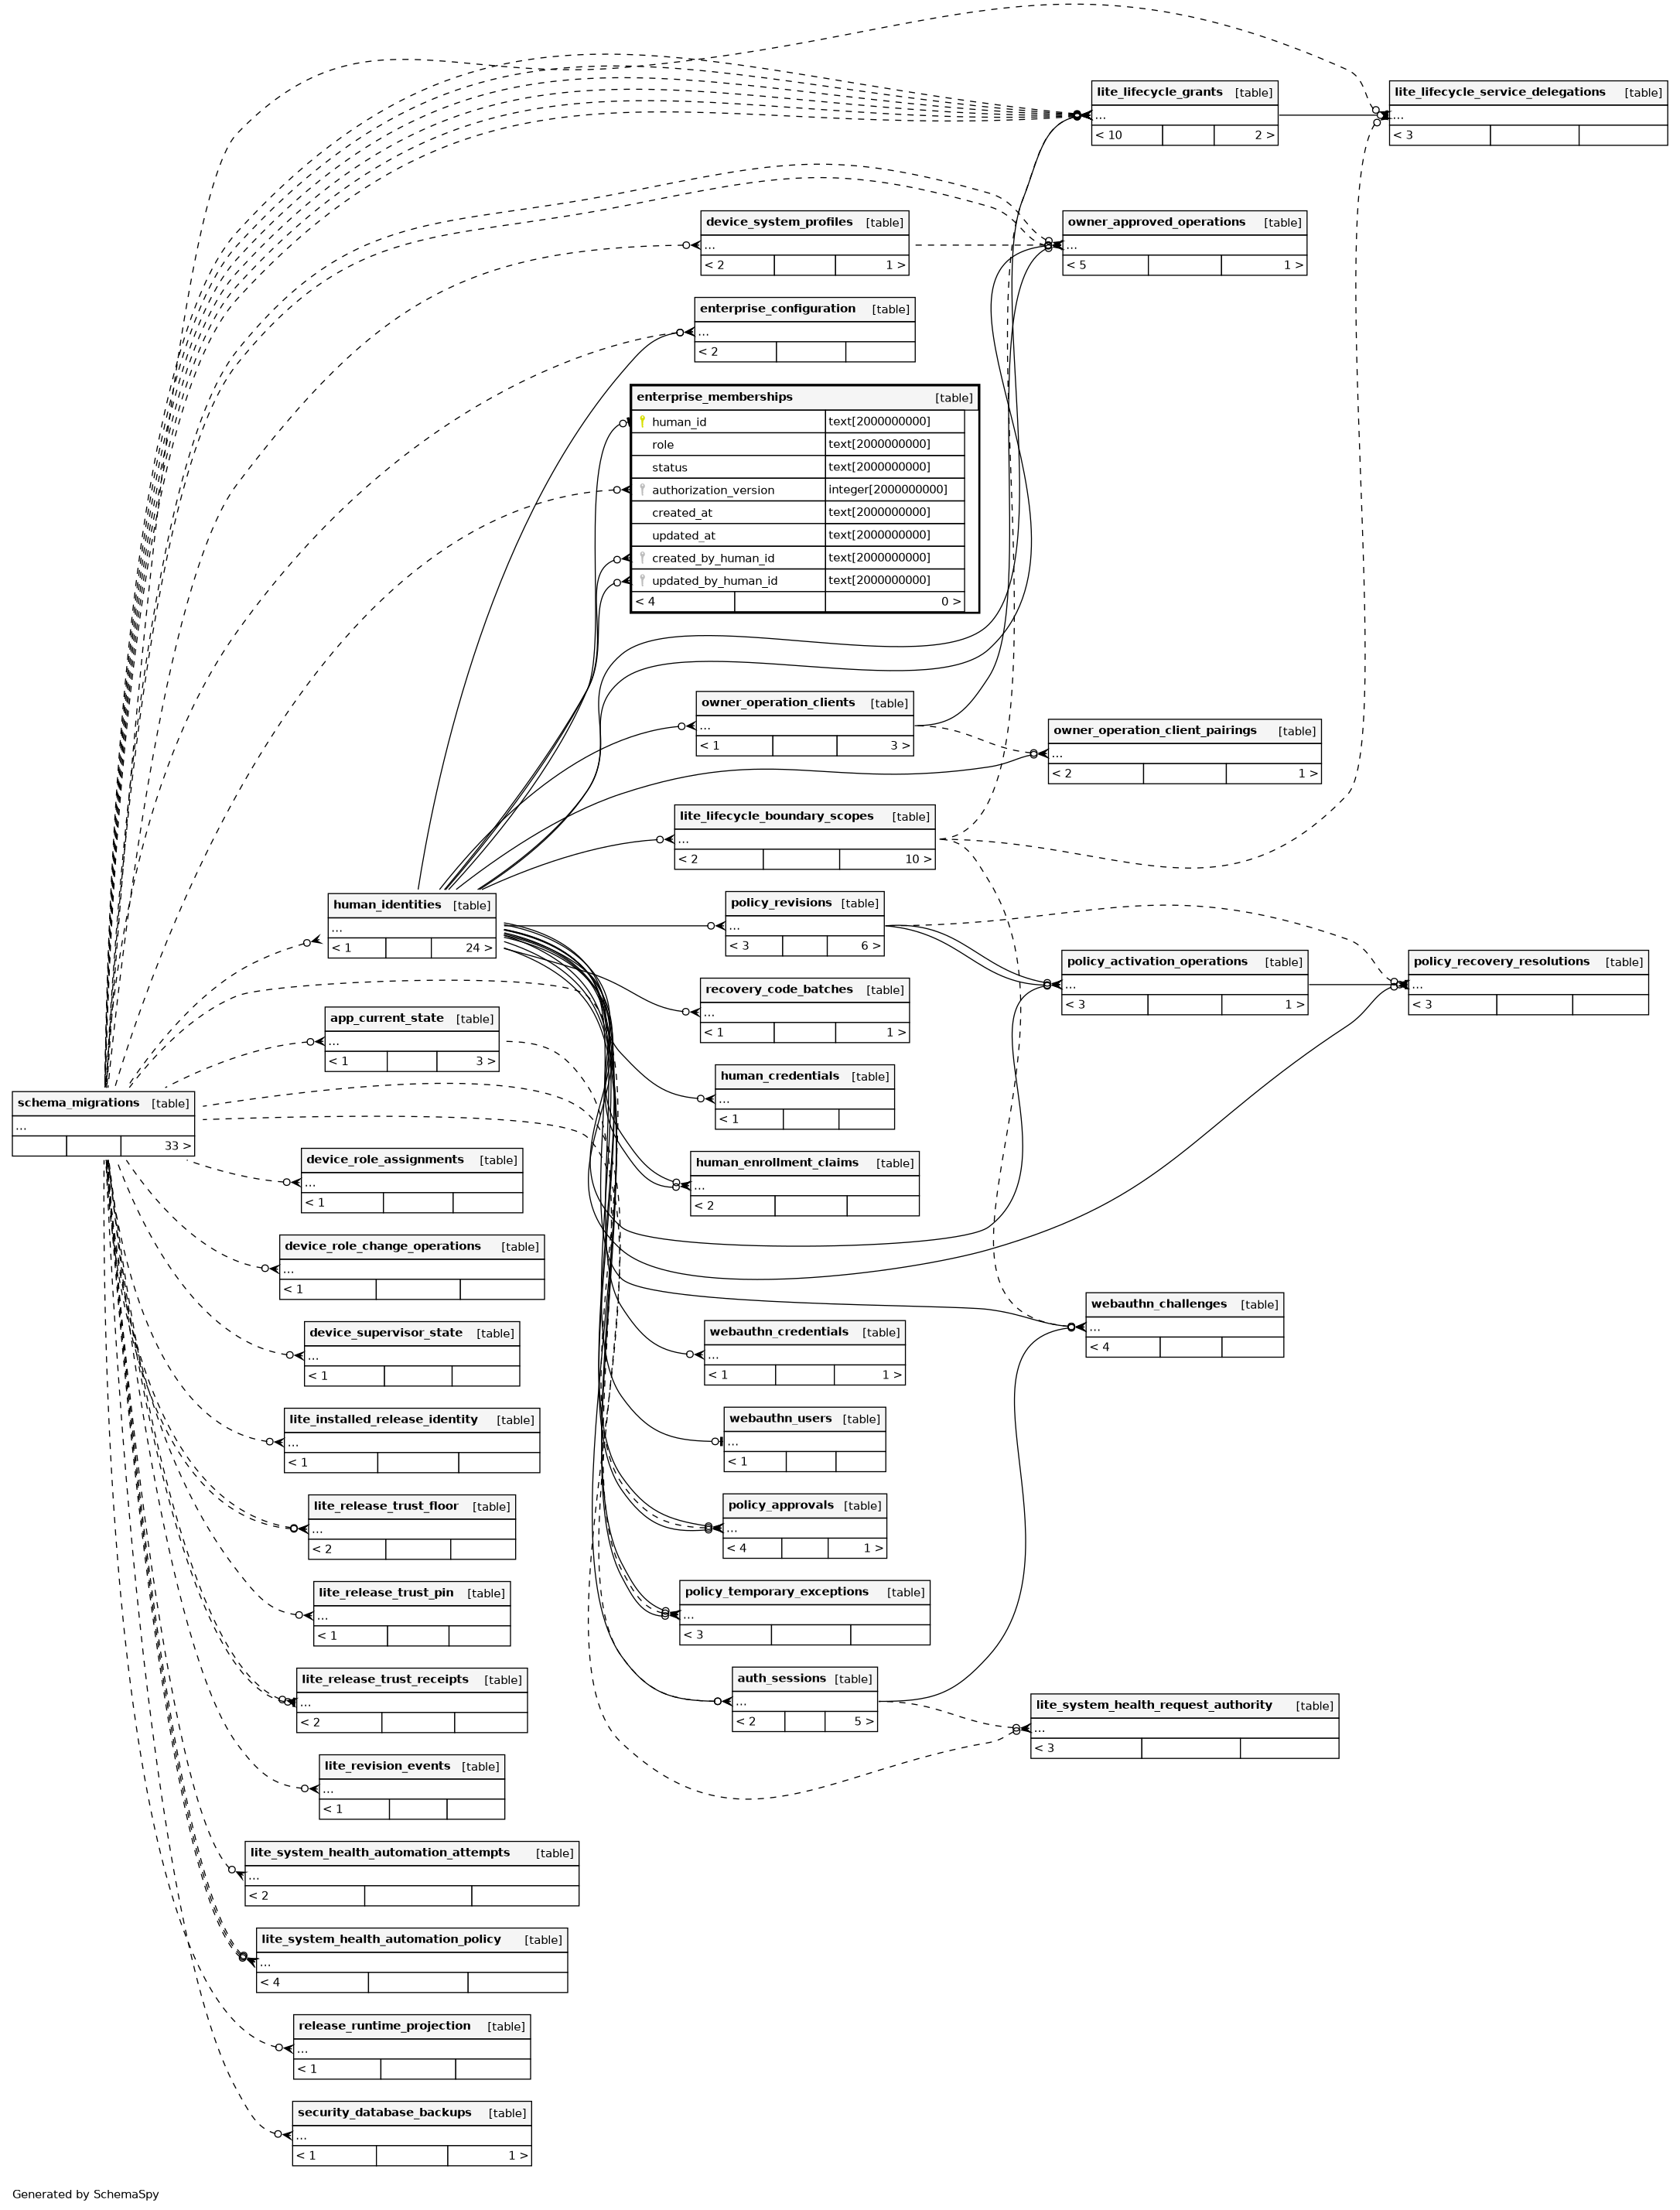 lite_lifecycle_grants [table]
...
< 10 2 >
lite_lifecycle_service_delegations [table]
...
< 3
device_system_profiles [table]
...
< 2 1 >
owner_approved_operations [table]
...
< 5 1 >
enterprise_configuration [table]
...
< 2
enterprise_memberships [table]
human_id text[2000000000]
role text[2000000000]
status text[2000000000]
authorization_version integer[2000000000]
created_at text[2000000000]
updated_at text[2000000000]
created_by_human_id text[2000000000]
updated_by_human_id text[2000000000]
< 4 0 >
owner_operation_clients [table]
...
< 1 3 >
owner_operation_client_pairings [table]
...
< 2 1 >
lite_lifecycle_boundary_scopes [table]
...
< 2 10 >
human_identities [table]
...
< 1 24 >
policy_revisions [table]
...
< 3 6 >
policy_activation_operations [table]
...
< 3 1 >
policy_recovery_resolutions [table]
...
< 3
recovery_code_batches [table]
...
< 1 1 >
app_current_state [table]
...
< 1 3 >
human_credentials [table]
...
< 1
schema_migrations [table]
...
33 >
device_role_assignments [table]
...
< 1
human_enrollment_claims [table]
...
< 2
device_role_change_operations [table]
...
< 1
webauthn_challenges [table]
...
< 4
device_supervisor_state [table]
...
< 1
webauthn_credentials [table]
...
< 1 1 >
lite_installed_release_identity [table]
...
< 1
webauthn_users [table]
...
< 1
lite_release_trust_floor [table]
...
< 2
policy_approvals [table]
...
< 4 1 >
lite_release_trust_pin [table]
...
< 1
policy_temporary_exceptions [table]
...
< 3
lite_release_trust_receipts [table]
...
< 2
auth_sessions [table]
...
< 2 5 >
lite_system_health_request_authority [table]
...
< 3
lite_revision_events [table]
...
< 1
lite_system_health_automation_attempts [table]
...
< 2
lite_system_health_automation_policy [table]
...
< 4
release_runtime_projection [table]
...
< 1
security_database_backups [table]
...
< 1 1 >
Generated by SchemaSpy